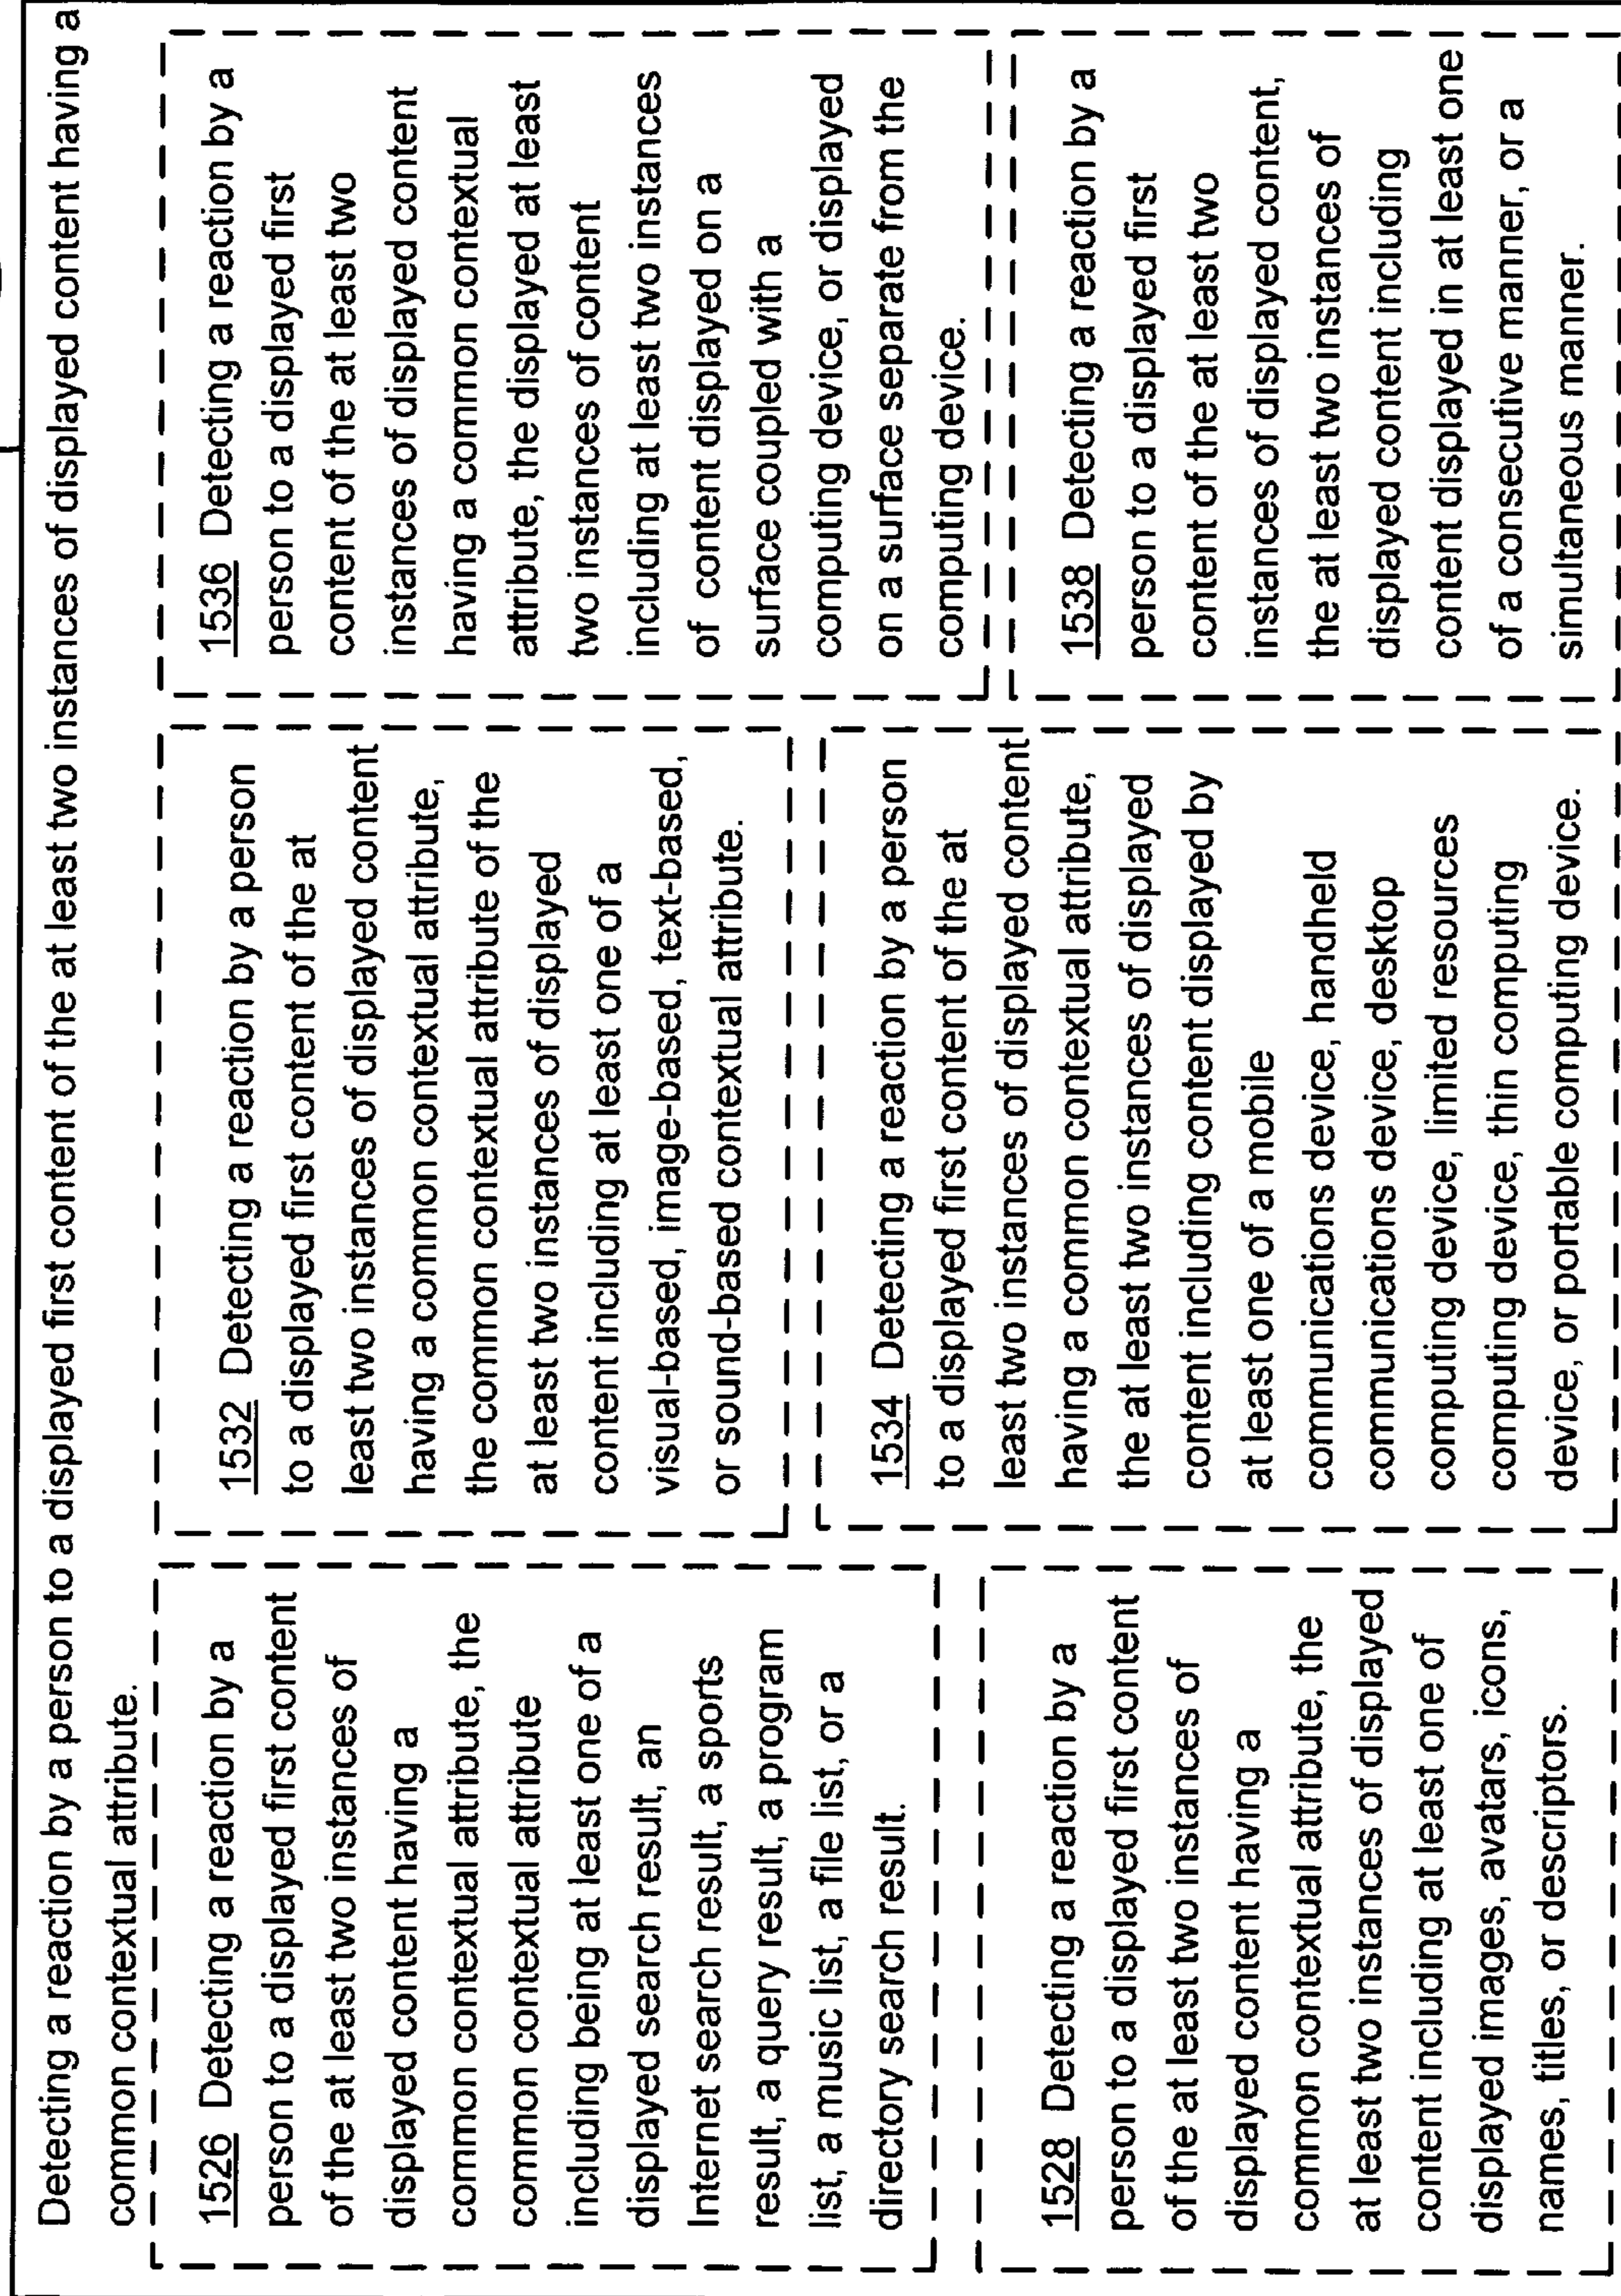 Detecting a reaction by a person to a displayed first content of the at least two instances of displayed content having a
common contextual attribute.
1526 Detecting a reaction by a
person to a displayed first content
of the at least two instances of
displayed content having a
common contextual attribute, the
common contextual attribute
including being at least one of a
displayed search result, an
Internet search result, a sports
result, a query result, a program
list, a music list, a file list, or a
directory search result.
1528 Detecting a reaction by a
person to a displayed first content
of the at least two instances of
displayed content having a
common contextual attribute, the
at least two instances of displayed
content including at least one of
displayed images, avatars, icons,
names, titles, or descriptors.
1532 Detecting a reaction by a person
to a displayed first content of the at
least two instances of displayed content
having a common contextual attribute,
the common contextual attribute of the
at least two instances of displayed
content including at least one of a
visual-based, image-based, text-based,
or sound-based contextual attribute.
1534 Detecting a reaction by a person
to a displayed first content of the at
least two instances of displayed content
having a common contextual attribute,
the at least two instances of displayed
content including content displayed by
at least one of a mobile
communications device, handheld
communications device, desktop
computing device, limited resources
computing device, thin computing
device, or portable computing device.
1536 Detecting a reaction by a
person to a displayed first
content of the at least two
instances of displayed content
having a common contextual
attribute, the displayed at least
two instances of content
including at least two instances
of content displayed on a
surface coupled with a
computing device, or displayed
on a surface separate from the
computing device.
1538 Detecting a reaction by a
person to a displayed first
content of the at least two
instances of displayed content,
the at least two instances of
displayed content including
content displayed in at least one
of a consecutive manner, or a
simultaneous manner.